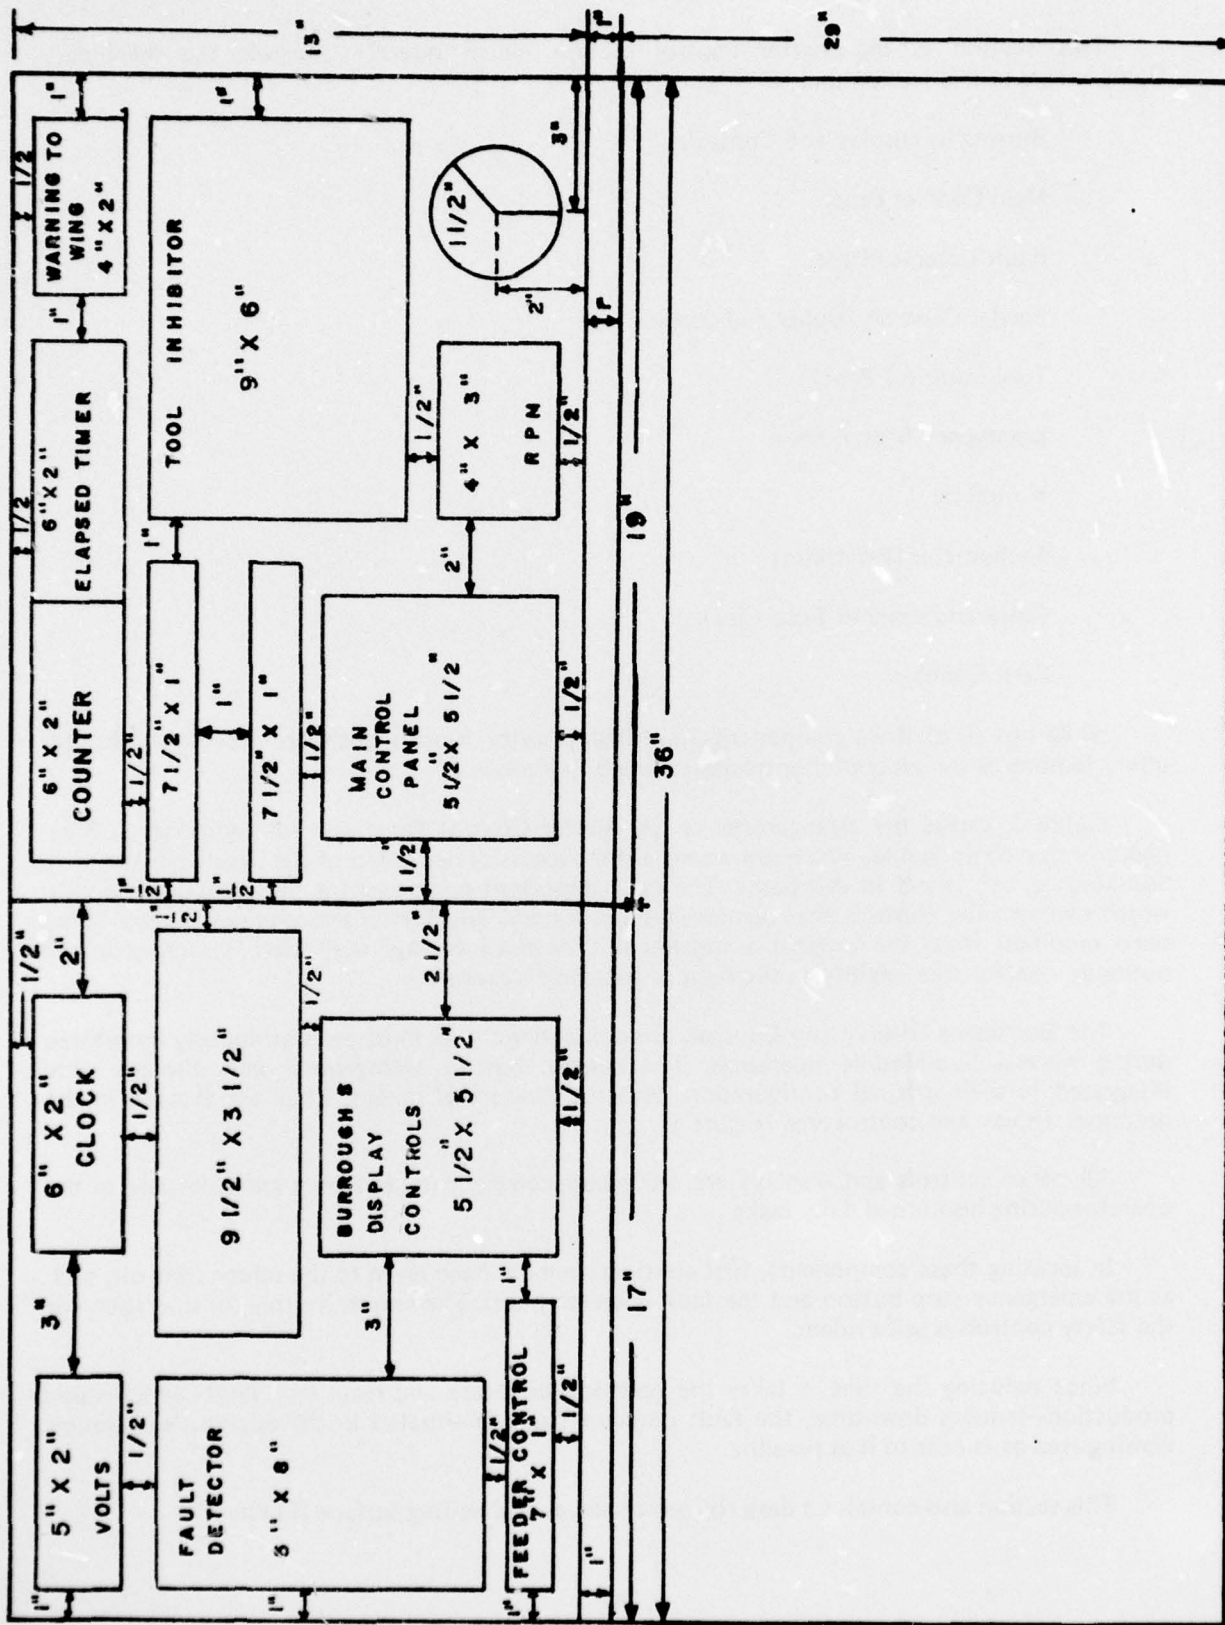 5" X 2"
VOLTS
3"
6" X 2"
CLOCK
2"
1/2"
6" X 2"
COUNTER
6" X 2"
ELAPSED TIMER
1/2
1"
WARNING TO
WING
4" X 2"
1/2
1"
13"
1"
1/2"
1/2"
1/2"
FAULT
DETECTOR
5" X 8"
1"
9 1/2" X 3 1/2"
1"
1/2
1"
1/2
7 1/2" X 1"
1"
1"
1/2
7 1/2" X 1"
1"
TOOL INHIBITOR
9" X 6"
1"
1/2"
1/2"
1/2"
1/2"
3"
BURROUGHS
DISPLAY
CONTROLS
5 1/2 X 5 1/2"
2 1/2"
1 1/2"
MAIN
CONTROL
PANEL
5 1/2 X 5 1/2"
2"
4" X 3"
RPM
1 1/2"
2"
3"
1"
FEEDER CONTROL
7" X 1"
1"
1/2"
1/2"
1/2"
1/2"
1"
1"
1"
17"
19"
36"
29"